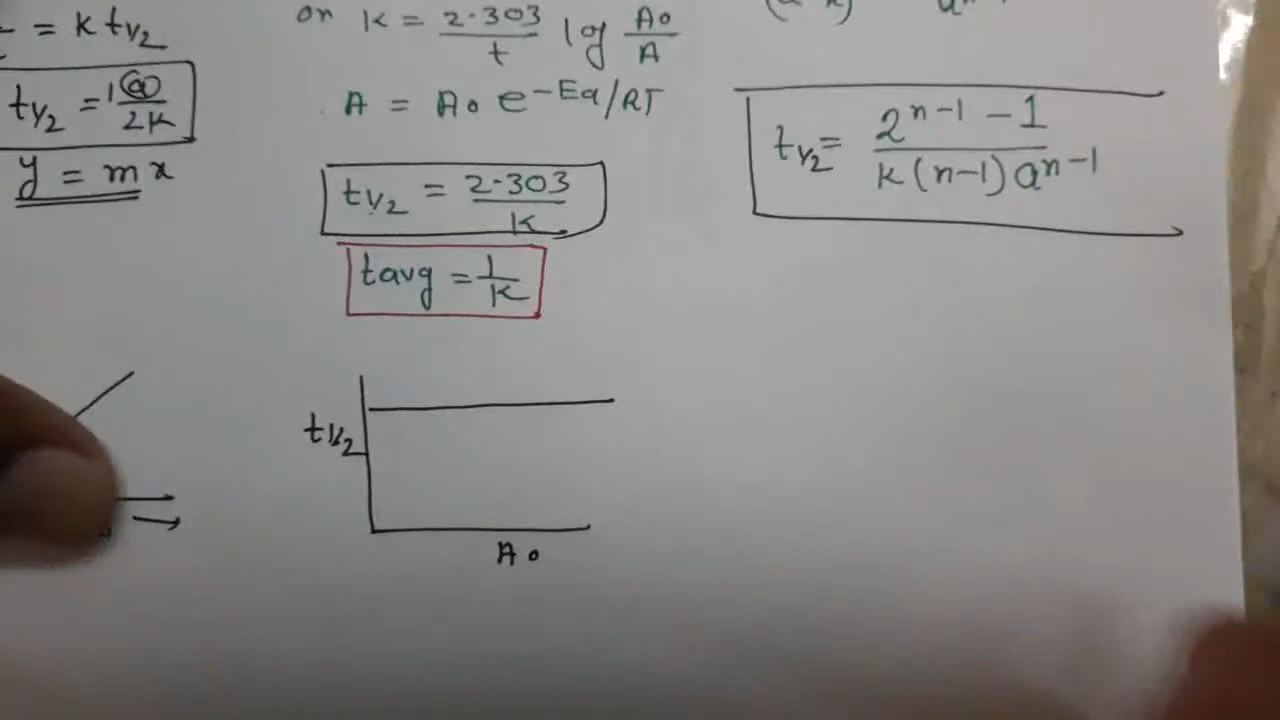 = k t1/2
t1/2 = a/2k
y = mx
or k = 2.303/t log A0/A
A = A0 e^-Ea/RT
t1/2 = 2.303/k
tavg = 1/k
t1/2
A0
t1/2 = 2^n-1 - 1 / k(n-1)a^n-1